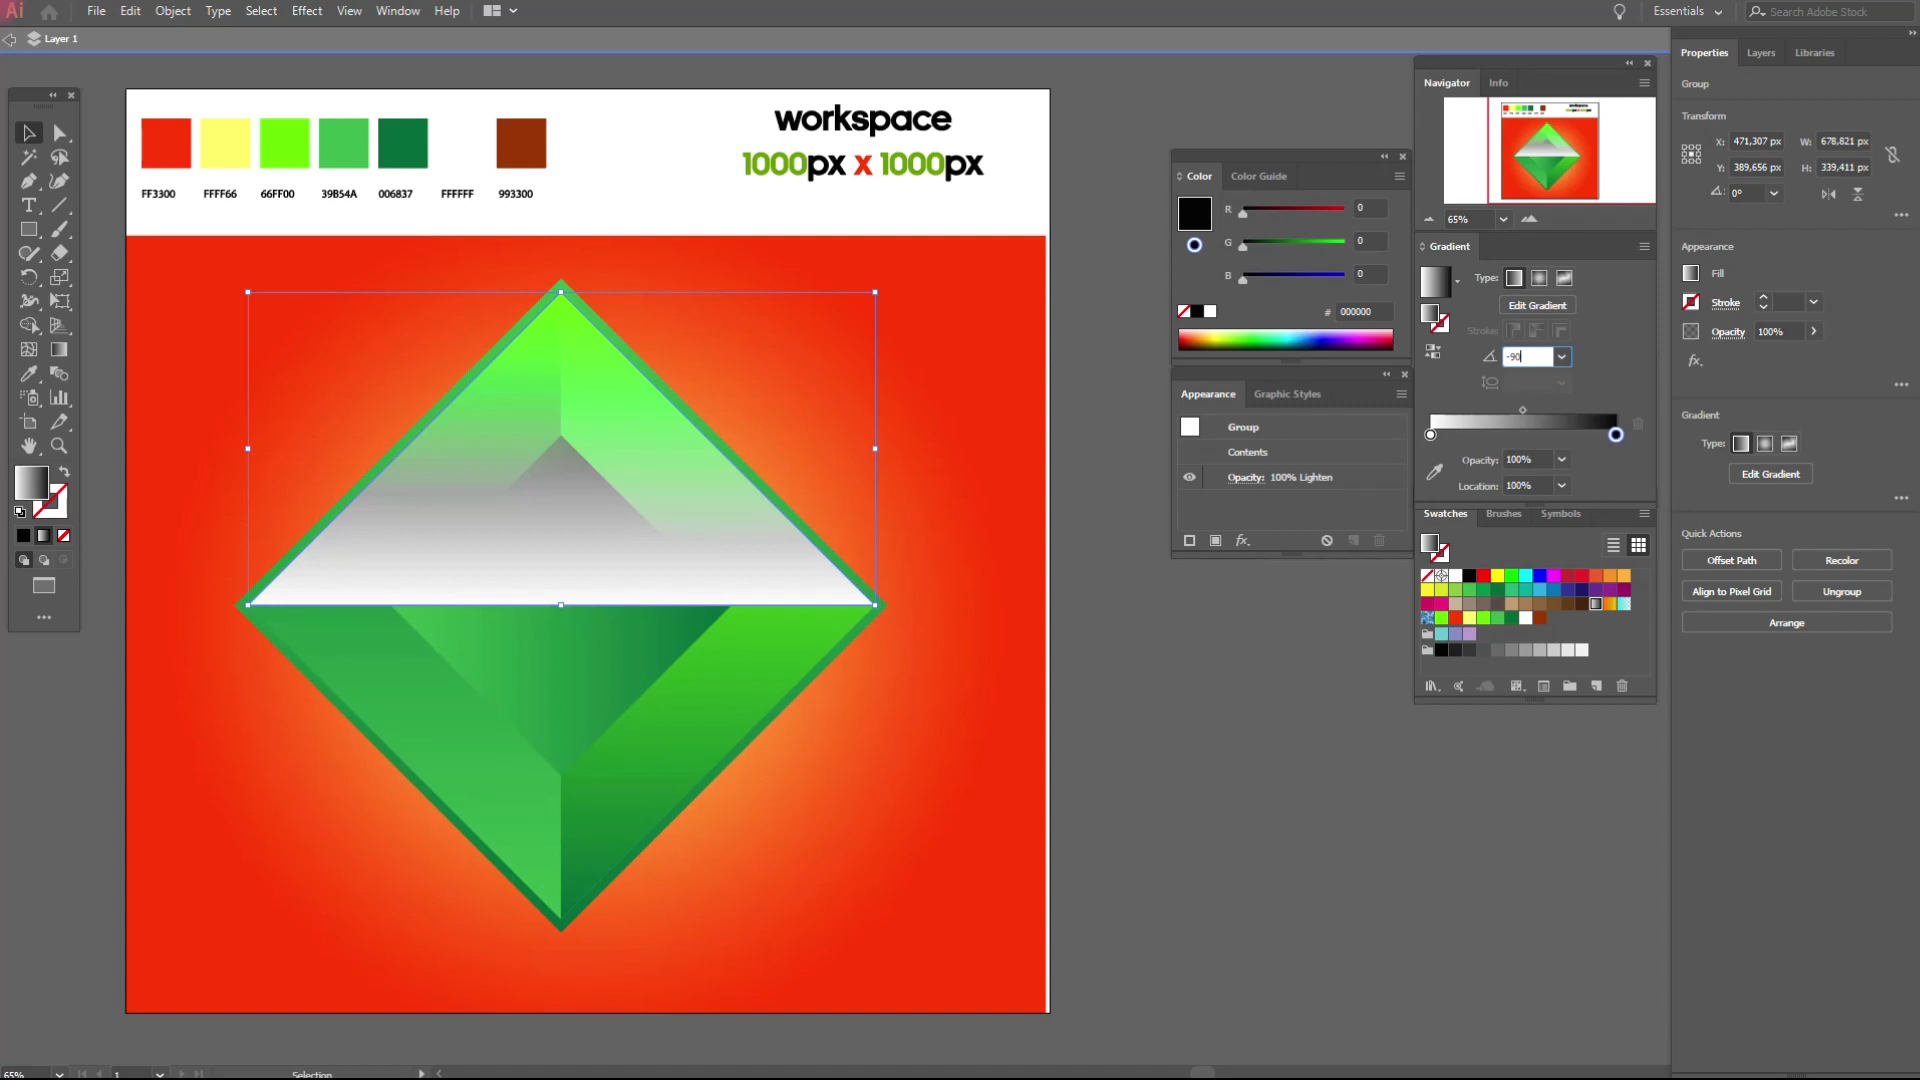 Ai File Edit Object Type Select Effect View Window Help
Essentials
Search Adobe Stock
Layer 1
workspace
1000px x 1000px
FF3300 FFFF66 66FF00 39B54A 006837 FFFFFF 993300
Color Color Guide
R 0
G 0
B 0
# 000000
Appearance Graphic Styles
Group
Contents
Opacity: 100% Lighten
fx
Navigator Info
65%
Gradient
Type:
Edit Gradient
Stroke:
-90
Opacity: 100%
Location: 100%
Swatches Brushes Symbols
Properties Layers Libraries
Group
Transform
X: 471,307 px W: 678,821 px
Y: 389,656 px H: 339,411 px
0°
Appearance
Fill
Stroke
Opacity 100%
fx
Gradient
Type:
Edit Gradient
Quick Actions
Offset Path Recolor
Align to Pixel Grid Ungroup
Arrange
65% 1 Selection